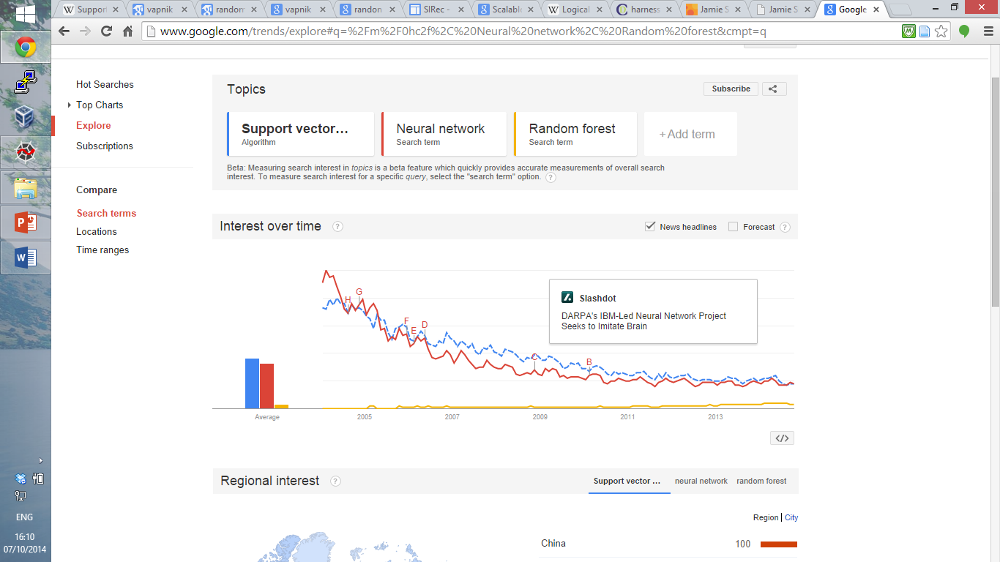 Support
vapnik
random
vapnik
randon
SIRec -
Scalable
Logical
harness
Jamie S
Jamie S
Google
www.google.com/trends/explore#q=%2Fm%2F0hc2f%2C%20Neural%20network%2C%20Random%20forest&cmpt=q
Hot Searches
Top Charts
Explore
Subscriptions
Compare
Search terms
Locations
Time ranges
Topics
Subscribe
Support vector...
Algorithm
Neural network
Search term
Random forest
Search term
+Add term
Beta: Measuring search interest in topics is a beta feature which quickly provides accurate measurements of overall search
interest. To measure search interest for a specific query, select the "search term" option. ?
Interest over time ?
News headlines
Forecast ?
Slashdot
DARPA's IBM-Led Neural Network Project
Seeks to Imitate Brain
H
G
F
E
D
C
B
Average
2005
2007
2009
2011
2013
</>
Regional interest ?
Support vector ...
neural network
random forest
Region | City
China
100
ENG
16:10
07/10/2014